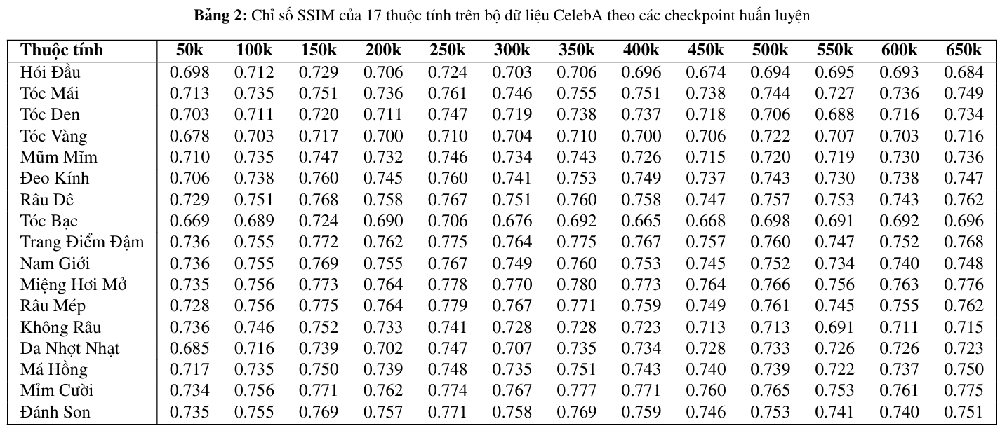 Bảng 2: Chỉ số SSIM của 17 thuộc tính trên bộ dữ liệu CelebA theo các checkpoint huấn luyện
Thuộc tính 50k 100k 150k 200k 250k 300k 350k 400k 450k 500k 550k 600k 650k
Hói Đầu 0.698 0.712 0.729 0.706 0.724 0.703 0.706 0.696 0.674 0.694 0.695 0.693 0.684
Tóc Mái 0.713 0.735 0.751 0.736 0.761 0.746 0.755 0.751 0.738 0.744 0.727 0.736 0.749
Tóc Đen 0.703 0.711 0.720 0.711 0.747 0.719 0.738 0.737 0.718 0.706 0.688 0.716 0.734
Tóc Vàng 0.678 0.703 0.717 0.700 0.710 0.704 0.710 0.700 0.706 0.722 0.707 0.703 0.716
Mũm Mĩm 0.710 0.735 0.747 0.732 0.746 0.734 0.743 0.726 0.715 0.720 0.719 0.730 0.736
Đeo Kính 0.706 0.738 0.760 0.745 0.760 0.741 0.753 0.749 0.737 0.743 0.730 0.738 0.747
Râu Dê 0.729 0.751 0.768 0.758 0.767 0.751 0.760 0.758 0.747 0.757 0.753 0.743 0.762
Tóc Bạc 0.669 0.689 0.724 0.690 0.706 0.676 0.692 0.665 0.668 0.698 0.691 0.692 0.696
Trang Điểm Đậm 0.736 0.755 0.772 0.762 0.775 0.764 0.775 0.767 0.757 0.760 0.747 0.752 0.768
Nam Giới 0.736 0.755 0.769 0.755 0.767 0.749 0.760 0.753 0.745 0.752 0.734 0.740 0.748
Miệng Hơi Mở 0.735 0.756 0.773 0.764 0.778 0.770 0.780 0.773 0.764 0.766 0.756 0.763 0.776
Râu Mép 0.728 0.756 0.775 0.764 0.779 0.767 0.771 0.759 0.749 0.761 0.745 0.755 0.762
Không Râu 0.736 0.746 0.752 0.733 0.741 0.728 0.728 0.723 0.713 0.713 0.691 0.711 0.715
Da Nhợt Nhạt 0.685 0.716 0.739 0.702 0.747 0.707 0.735 0.734 0.728 0.733 0.726 0.726 0.723
Má Hồng 0.717 0.735 0.750 0.739 0.748 0.735 0.751 0.743 0.740 0.739 0.722 0.737 0.750
Mỉm Cười 0.734 0.756 0.771 0.762 0.774 0.767 0.777 0.771 0.760 0.765 0.753 0.761 0.775
Đánh Son 0.735 0.755 0.769 0.757 0.771 0.758 0.769 0.759 0.746 0.753 0.741 0.740 0.751